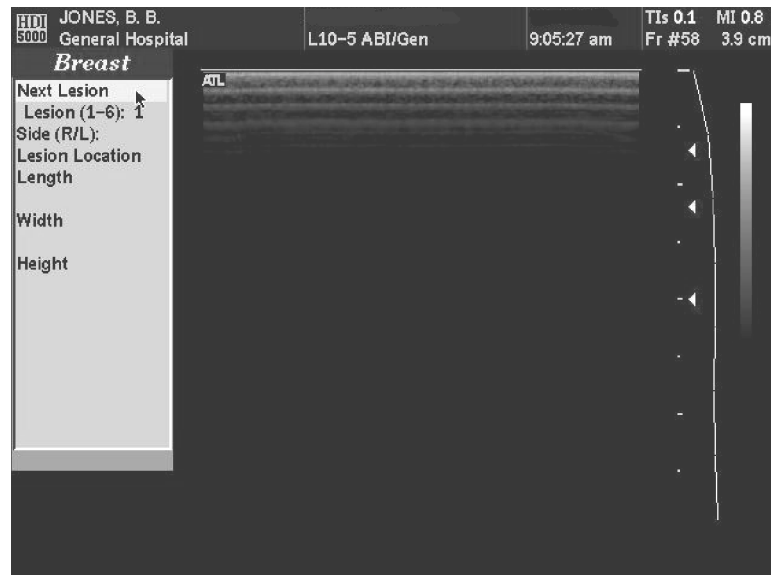 HDI 5000
JONES, B. B.
General Hospital
L10-5 ABI/Gen
9:05:27 am
TIs 0.1 MI 0.8
Fr #58 3.9 cm
Breast
Next Lesion
Lesion (1-6): 1
Side (R/L):
Lesion Location
Length
Width
Height
ATL